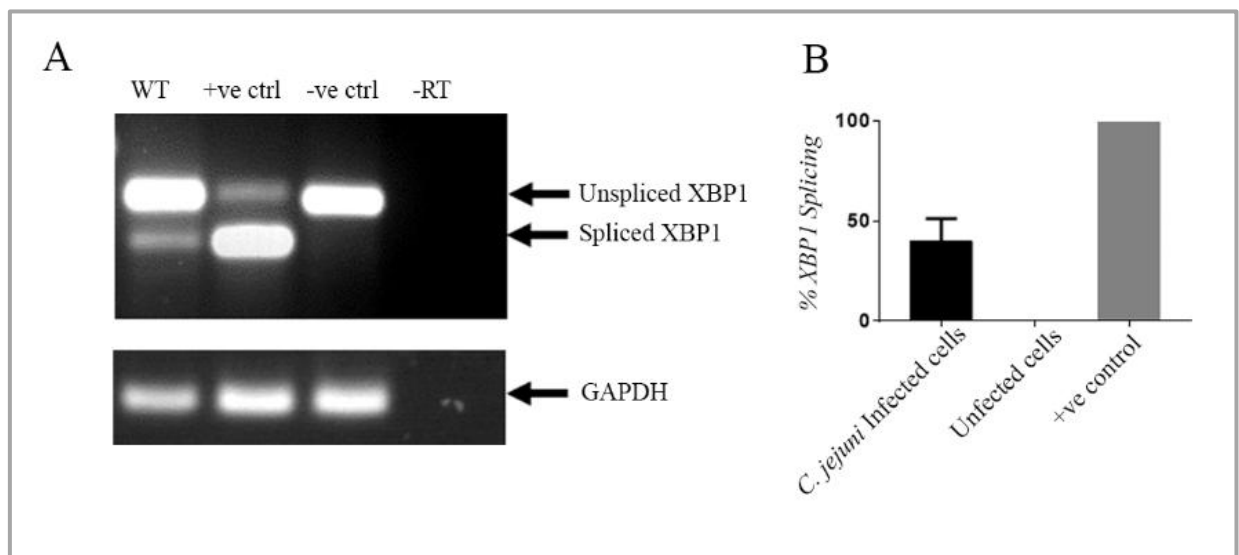 A
WT +ve ctrl -ve ctrl -RT
Unspliced XBP1
Spliced XBP1
GAPDH
B
% XBP1 Splicing
100
50
0
C. jejuni Infected cells
Unfected cells
+ve control